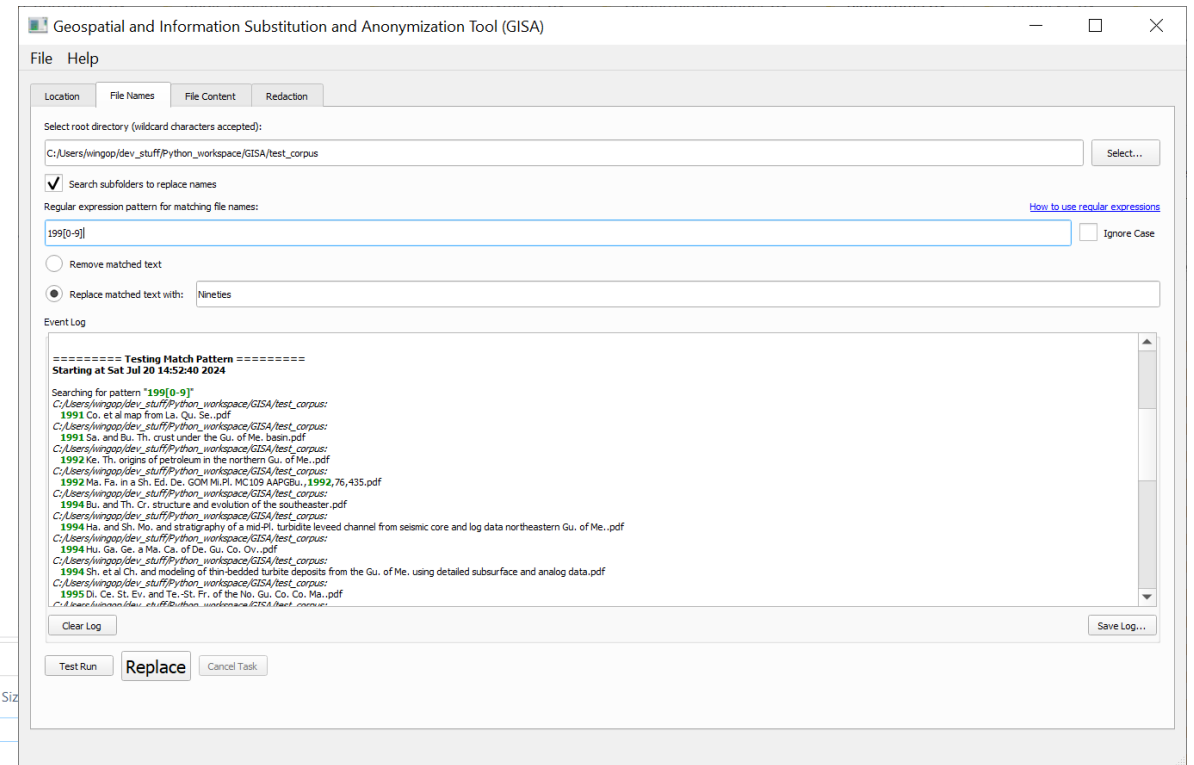 Geospatial and Information Substitution and Anonymization Tool (GISA)
File Help
Location File Names File Content Redaction
Select root directory (wildcard characters accepted):
C:/Users/wingop/dev_stuff/Python_workspace/GISA/test_corpus Select...
Search subfolders to replace names
Regular expression pattern for matching file names: How to use regular expressions
199[0-9] Ignore Case
Remove matched text
Replace matched text with: Nineties
Event Log
========= Testing Match Pattern =========
Starting at Sat Jul 20 14:52:40 2024
Searching for pattern "199[0-9]"
C:/Users/wingop/dev_stuff/Python_workspace/GISA/test_corpus:
1991 Co. et al map from La. Qu. Se..pdf
C:/Users/wingop/dev_stuff/Python_workspace/GISA/test_corpus:
1991 Sa. and Bu. Th. crust under the Gu. of Me. basin.pdf
C:/Users/wingop/dev_stuff/Python_workspace/GISA/test_corpus:
1992 Ke. Th. origins of petroleum in the northern Gu. of Me..pdf
C:/Users/wingop/dev_stuff/Python_workspace/GISA/test_corpus:
1992 Ma. Fa. in a Sh. Ed. De. GOM Mi.Pl. MC109 AAPGBu.,1992,76,435.pdf
C:/Users/wingop/dev_stuff/Python_workspace/GISA/test_corpus:
1994 Bu. and Th. Cr. structure and evolution of the southeaster.pdf
C:/Users/wingop/dev_stuff/Python_workspace/GISA/test_corpus:
1994 Ha. and Sh. Mo. and stratigraphy of a mid-Pl. turbidite leveed channel from seismic core and log data northeastern Gu. of Me..pdf
C:/Users/wingop/dev_stuff/Python_workspace/GISA/test_corpus:
1994 Hu. Ga. Ge. a Ma. Ca. of De. Gu. Co. Ov..pdf
C:/Users/wingop/dev_stuff/Python_workspace/GISA/test_corpus:
1994 Sh. et al Ch. and modeling of thin-bedded turbite deposits from the Gu. of Me. using detailed subsurface and analog data.pdf
C:/Users/wingop/dev_stuff/Python_workspace/GISA/test_corpus:
1995 Di. Ce. St. Ev. and Te.-St. Fr. of the No. Gu. Co. Co. Ma..pdf
C:/Users/wingop/dev_stuff/Python_workspace/GISA/test_corpus:
Clear Log Save Log...
Test Run Replace Cancel Task
Siz